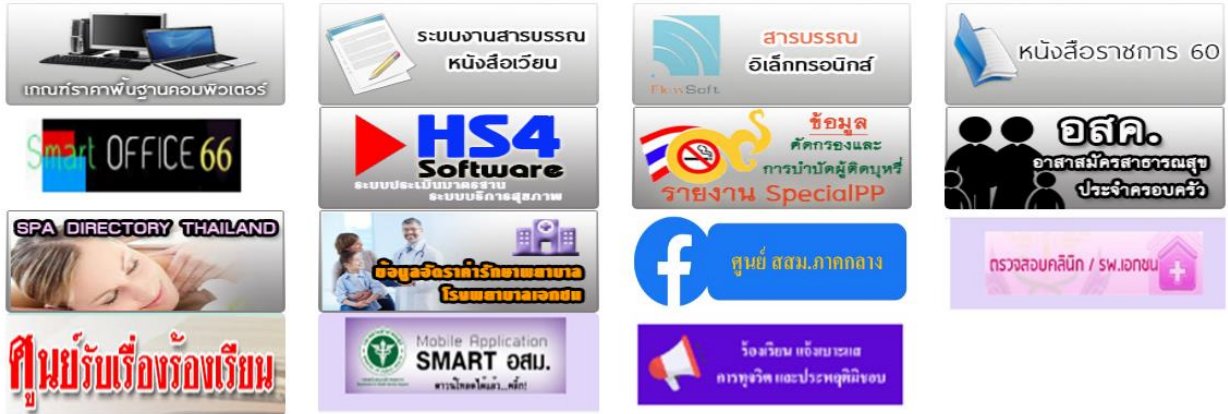 เกณฑ์ราคาพื้นฐานคอมพิวเตอร์
ระบบงานสารบรรณ
หนังสือเวียน
สารบรรณ
อิเล็กทรอนิกส์
FlowSoft
หนังสือราชการ 60
Smart OFFICE 66
HS4
Software
ระบบประเมินมาตรฐาน
ระบบบริการสุขภาพ
ข้อมูล
คัดกรองและ
การบำบัดผู้ติดบุหรี่
รายงาน SpecialPP
อสค.
อาสาสมัครสาธารณสุข
ประจำครอบครัว
SPA DIRECTORY THAILAND
ข้อมูลอัตราค่ารักษาพยาบาล
โรงพยาบาลเอกชน
ศูนย์ สสม.ภาคกลาง
ตรวจสอบคลินิก / รพ.เอกชน
ศูนย์รับเรื่องร้องเรียน
Mobile Application
SMART อสม.
ดาวน์โหลดได้แล้ว...คลิ๊ก!
ร้องเรียน แจ้งเบาะแส
การทุจริต และประพฤติมิชอบ